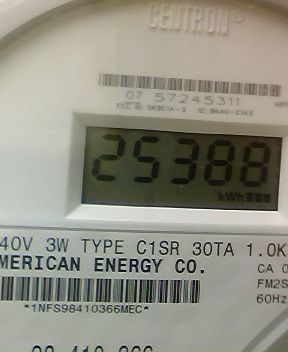 CENTRON
07 57245311
25388
kWh
40V 3W TYPE C1SR 30TA 1.0K
MERICAN ENERGY CO.
CA 0
FM2S
*1NFS98410366MEC*
60Hz